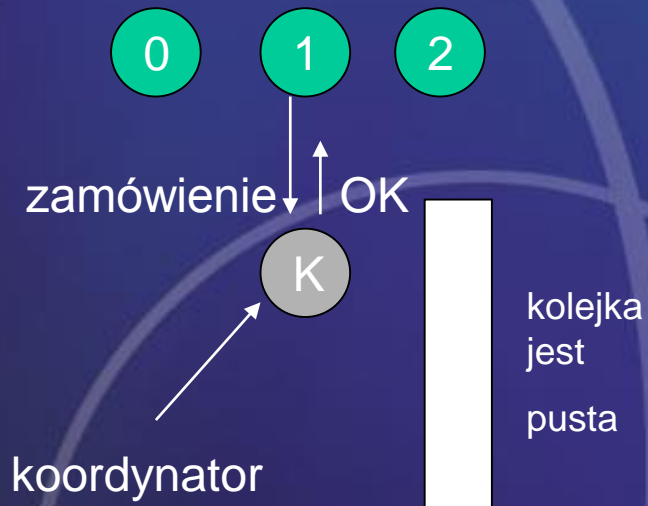 0 1 2
zamówienie OK
K
kolejka
jest
pusta
koordynator